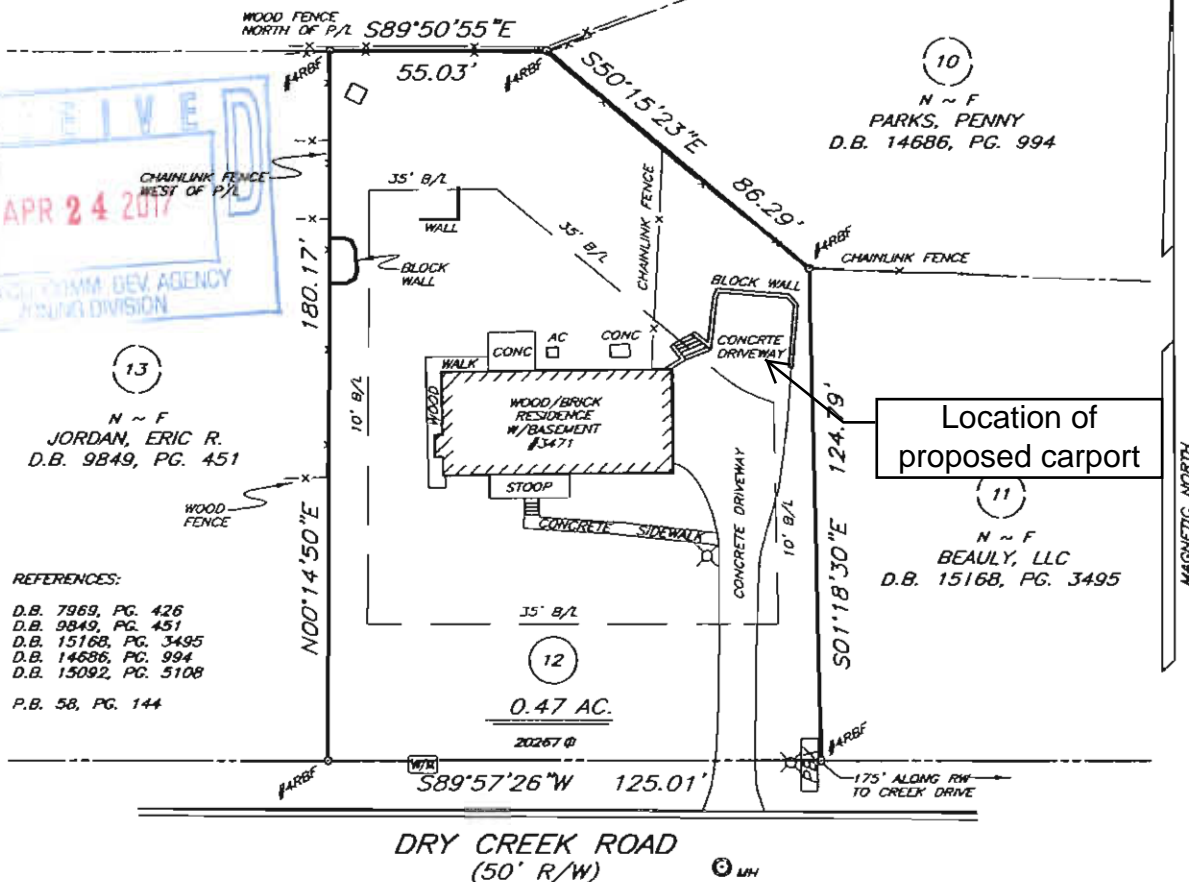 WOOD FENCE
NORTH OF P/L
S89°50'55"E
55.03'
#4RBF
#4RBF
S50°15'23"E
86.29'
10
N ~ F
PARKS, PENNY
D.B. 14686, PG. 994
EIVE
D
APR 24 2017
COMM. DEV. AGENCY
ZONING DIVISION
CHAINLINK FENCE
WEST OF P/L
35' B/L
WALL
35' B/L
CHAINLINK FENCE
#4RBF
CHAINLINK FENCE
BLOCK
WALL
180.17'
BLOCK WALL
CONCRTE
DRIVEWAY
13
N ~ F
JORDAN, ERIC R.
D.B. 9849, PG. 451
10' B/L
WALK
CONC
AC
CONC
WOOD
WOOD/BRICK
RESIDENCE
W/BASEMENT
#3471
STOOP
CONCRETE SIDEWALK
CONCRETE DRIVEWAY
10' B/L
124.79'
Location of
proposed carport
11
N ~ F
BEAULY, LLC
D.B. 15168, PG. 3495
MAGNETIC NORTH
WOOD
FENCE
N00°14'50"E
S01°18'30"E
REFERENCES:
D.B. 7969, PG. 426
D.B. 9849, PG. 451
D.B. 15168, PG. 3495
D.B. 14686, PG. 994
D.B. 15092, PG. 5108
P.B. 58, PG. 144
35' B/L
12
0.47 AC.
20267
#4RBF
W/M
S89°57'26"W 125.01'
#4RBF
175' ALONG RW
TO CREEK DRIVE
DRY CREEK ROAD
(50' R/W)
MH